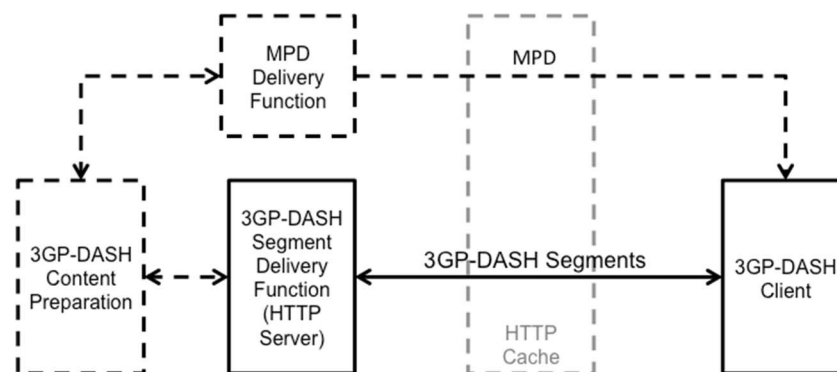 MPD
Delivery
Function
MPD
3GP-DASH
Content
Preparation
3GP-DASH
Segment
Delivery
Function
(HTTP
Server)
3GP-DASH Segments
HTTP
Cache
3GP-DASH
Client